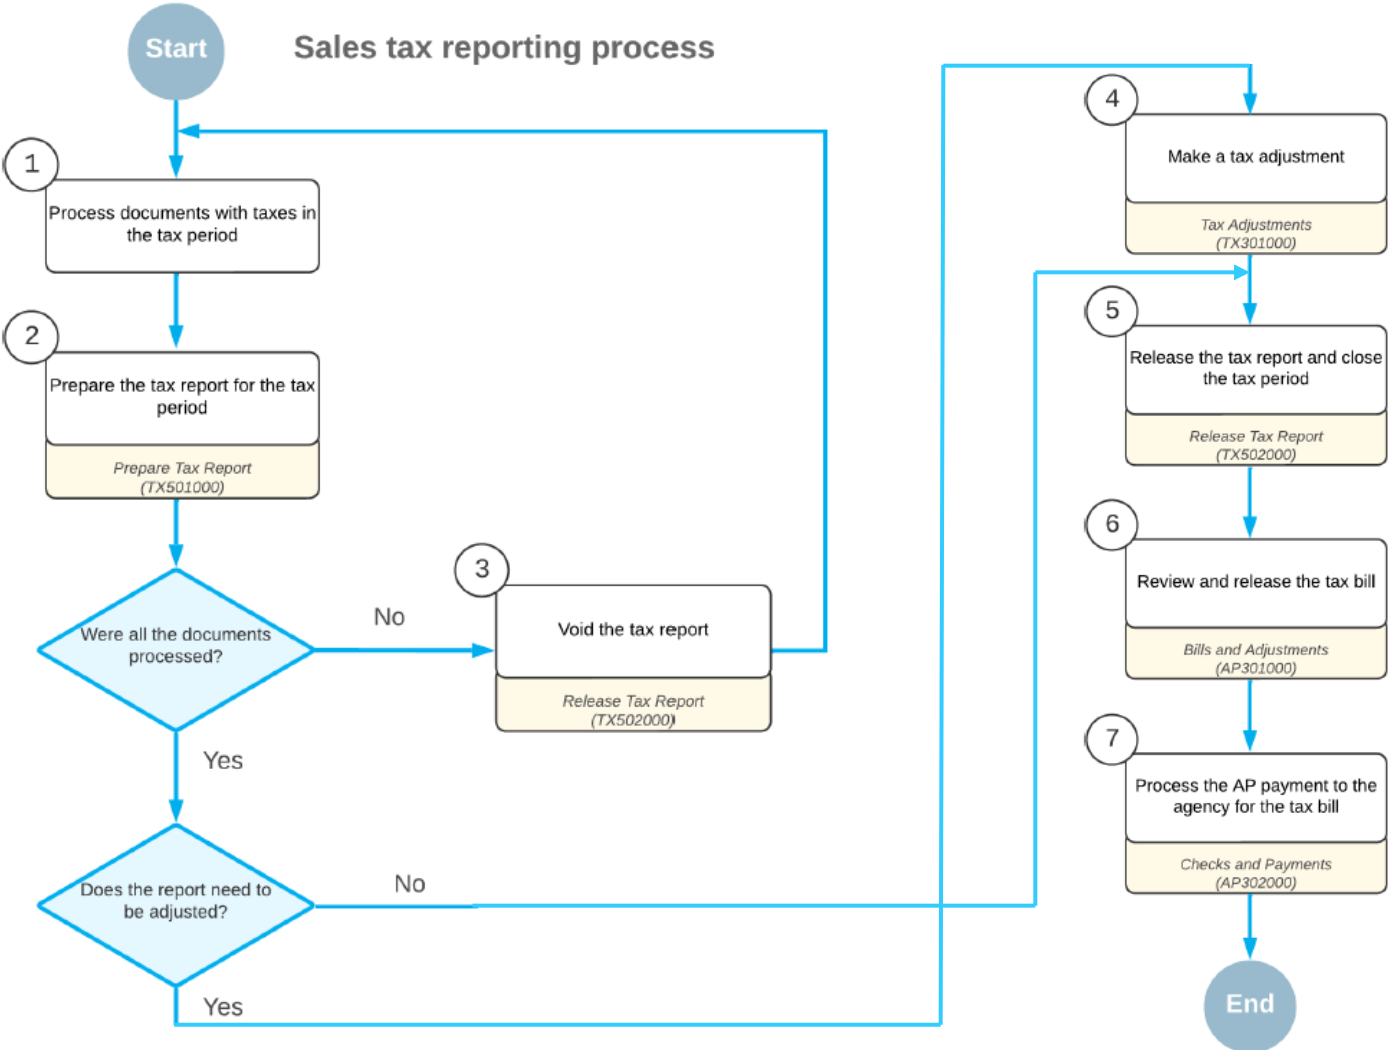 Start
Sales tax reporting process
1
Process documents with taxes in
the tax period
2
Prepare the tax report for the tax
period
Prepare Tax Report
(TX501000)
Were all the documents
processed?
No
3
Void the tax report
Release Tax Report
(TX502000)
Yes
Does the report need to
be adjusted?
No
Yes
4
Make a tax adjustment
Tax Adjustments
(TX301000)
5
Release the tax report and close
the tax period
Release Tax Report
(TX502000)
6
Review and release the tax bill
Bills and Adjustments
(AP301000)
7
Process the AP payment to the
agency for the tax bill
Checks and Payments
(AP302000)
End